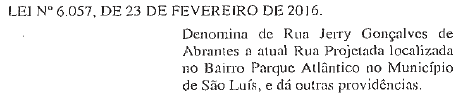 LEI Nº 6.057, DE 23 DE FEVEREIRO DE 2016.
Denomina de Rua Jerry Gonçalves de
Abrantes a atual Rua Projetada localizada
no Bairro Parque Atlântico no Município
de São Luís, e dá outras providências.